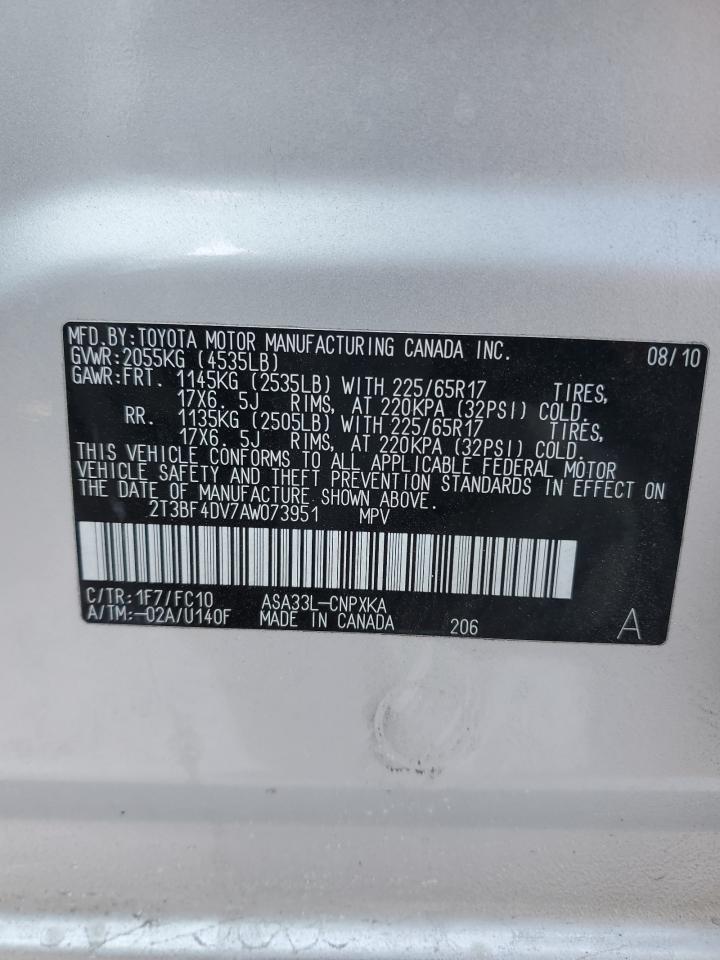 MFD.BY:TOYOTA MOTOR MANUFACTURING CANADA INC. 08/10
GVWR:2055KG (4535LB)
GAWR:FRT. 1145KG (2535LB) WITH 225/65R17 TIRES,
17X6. 5J RIMS, AT 220KPA (32PSI) COLD.
RR. 1135KG (2505LB) WITH 225/65R17 TIRES,
17X6. 5J RIMS, AT 220KPA (32PSI) COLD.
THIS VEHICLE CONFORMS TO ALL APPLICABLE FEDERAL MOTOR
VEHICLE SAFETY AND THEFT PREVENTION STANDARDS IN EFFECT ON
THE DATE OF MANUFACTURE SHOWN ABOVE.
2T3BF4DV7AW073951 MPV
C/TR:1F7/FC10 ASA33L-CNPXKA
A/TM:-02A/U140F MADE IN CANADA 206 A